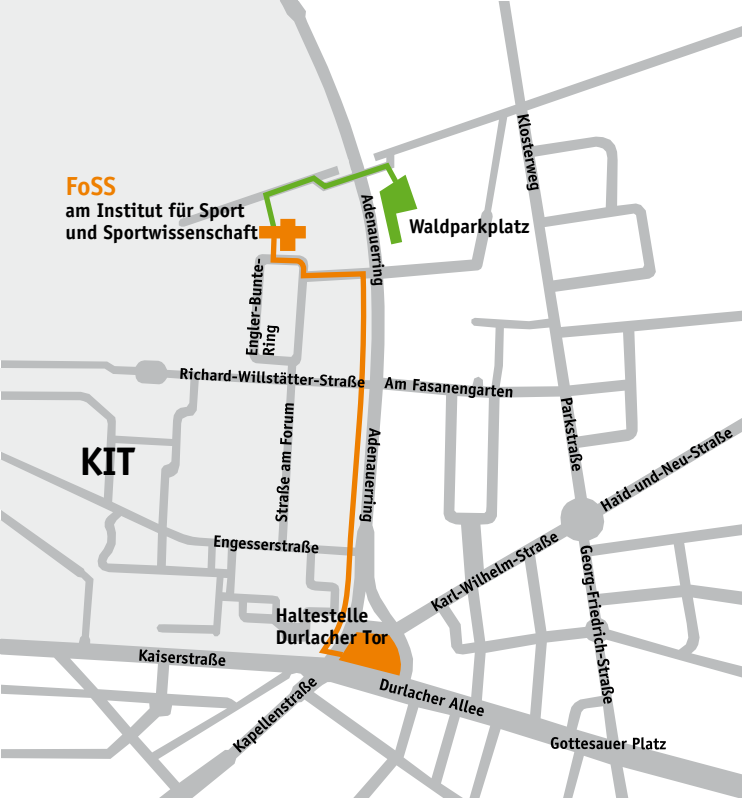 Klosterweg
FoSS
am Institut für Sport
und Sportwissenschaft
Adenauerring
Waldparkplatz
Engler-Bunte-
Ring
Richard-Willstätter-Straße
Am Fasanengarten
Parkstraße
Straße am Forum
Adenauerring
KIT
Haid-und-Neu-Straße
Engesserstraße
Karl-Wilhelm-Straße
Georg-Friedrich-Straße
Haltestelle
Durlacher Tor
Kaiserstraße
Kapellenstraße
Durlacher Allee
Gottesauer Platz